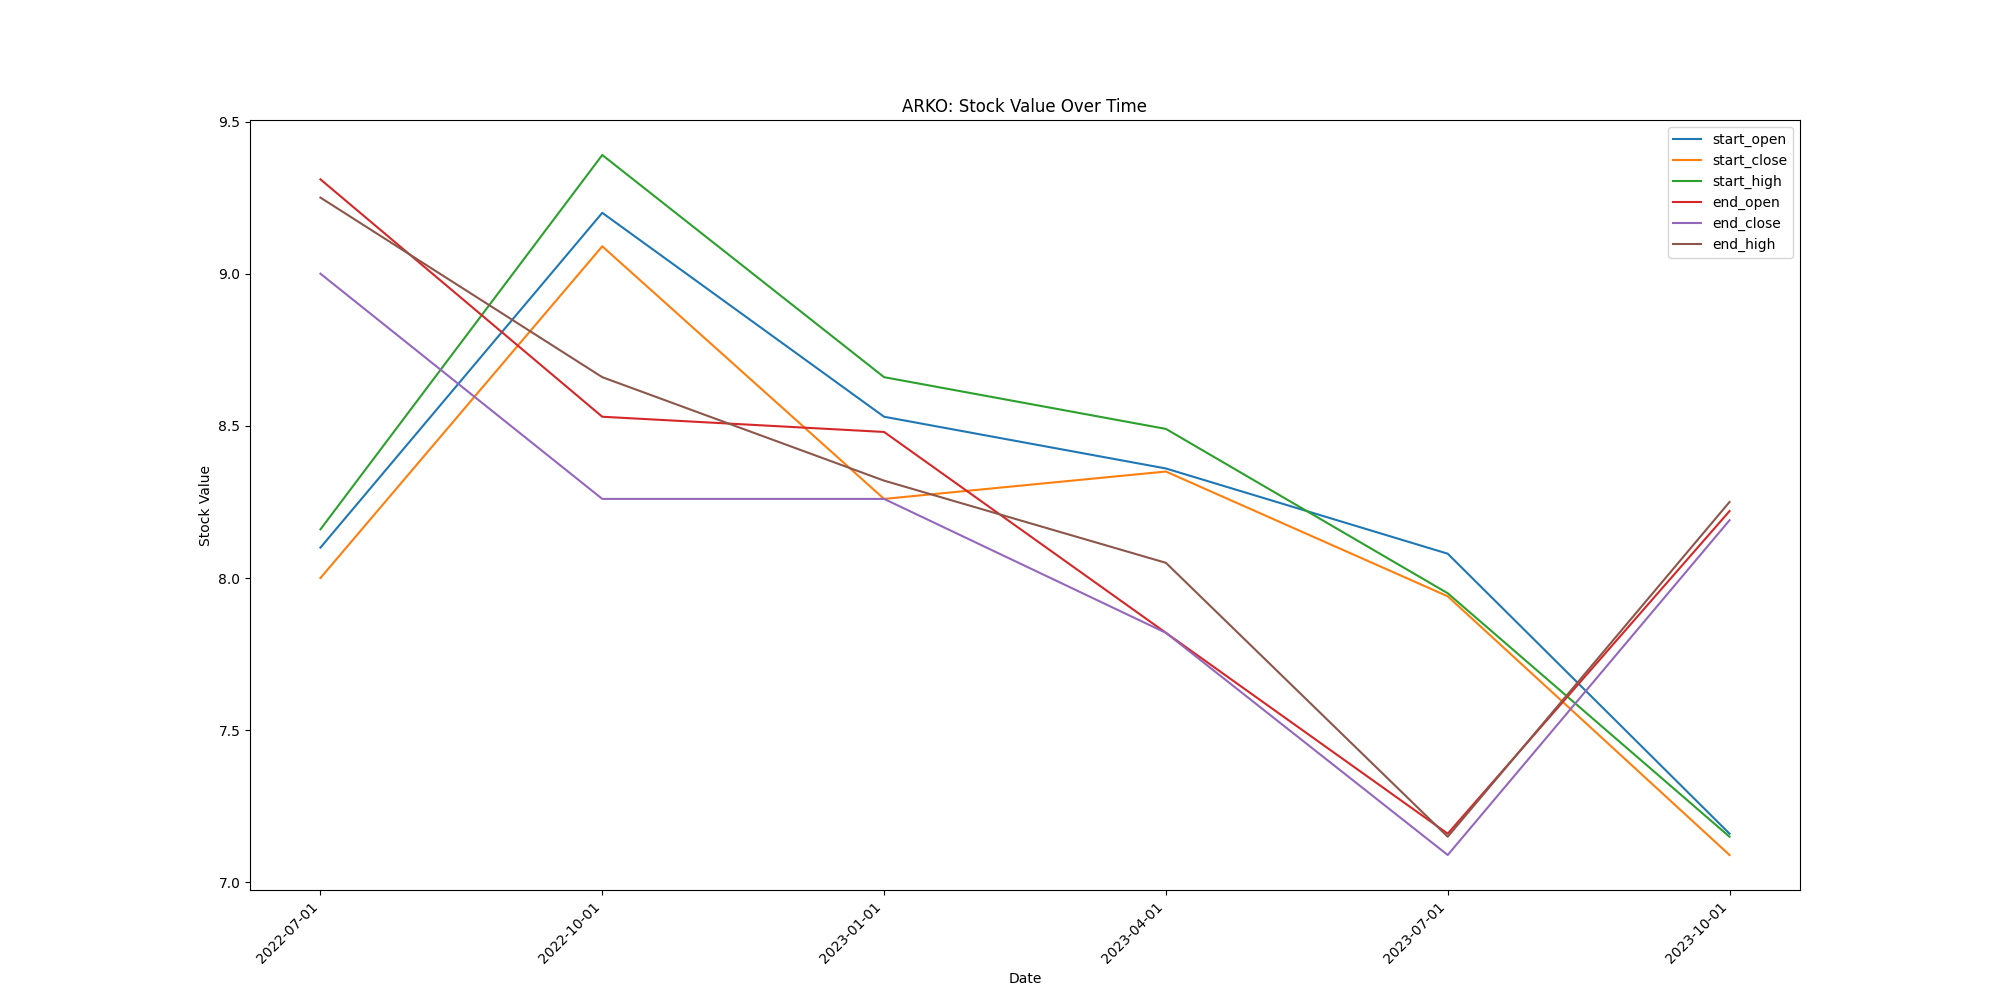 ARKO: Stock Value Over Time
9.5
9.0
8.5
8.0
7.5
7.0
Stock Value
start_open
start_close
start_high
end_open
end_close
end_high
2022-07-01
2022-10-01
2023-01-01
2023-04-01
2023-07-01
2023-10-01
Date